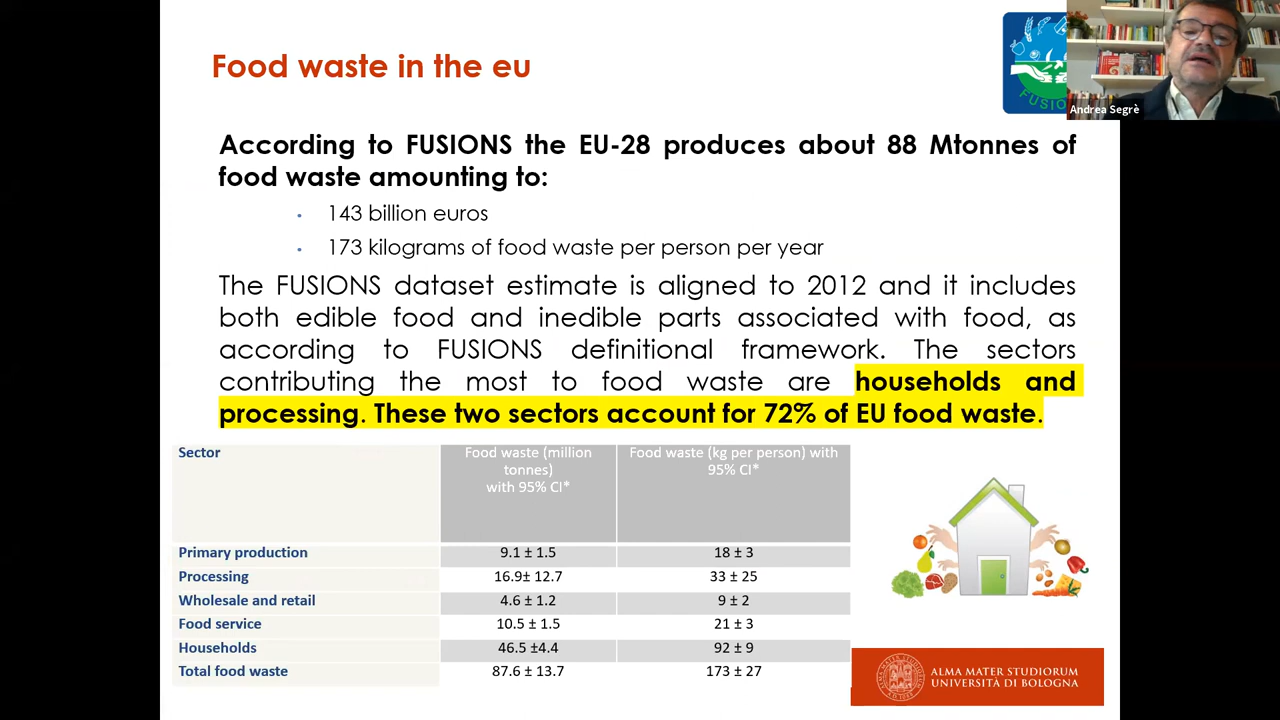 Food waste in the eu
FUSIO
Andrea Segrè
According to FUSIONS the EU-28 produces about 88 Mtonnes of
food waste amounting to:
• 143 billion euros
• 173 kilograms of food waste per person per year
The FUSIONS dataset estimate is aligned to 2012 and it includes
both edible food and inedible parts associated with food, as
according to FUSIONS definitional framework. The sectors
contributing the most to food waste are households and
processing. These two sectors account for 72% of EU food waste.
Sector Food waste (million Food waste (kg per person) with
tonnes) 95% CI*
with 95% CI*
Primary production 9.1 ± 1.5 18 ± 3
Processing 16.9± 12.7 33 ± 25
Wholesale and retail 4.6 ± 1.2 9 ± 2
Food service 10.5 ± 1.5 21 ± 3
Households 46.5 ±4.4 92 ± 9
Total food waste 87.6 ± 13.7 173 ± 27
ALMA MATER STUDIORUM
UNIVERSITÀ DI BOLOGNA